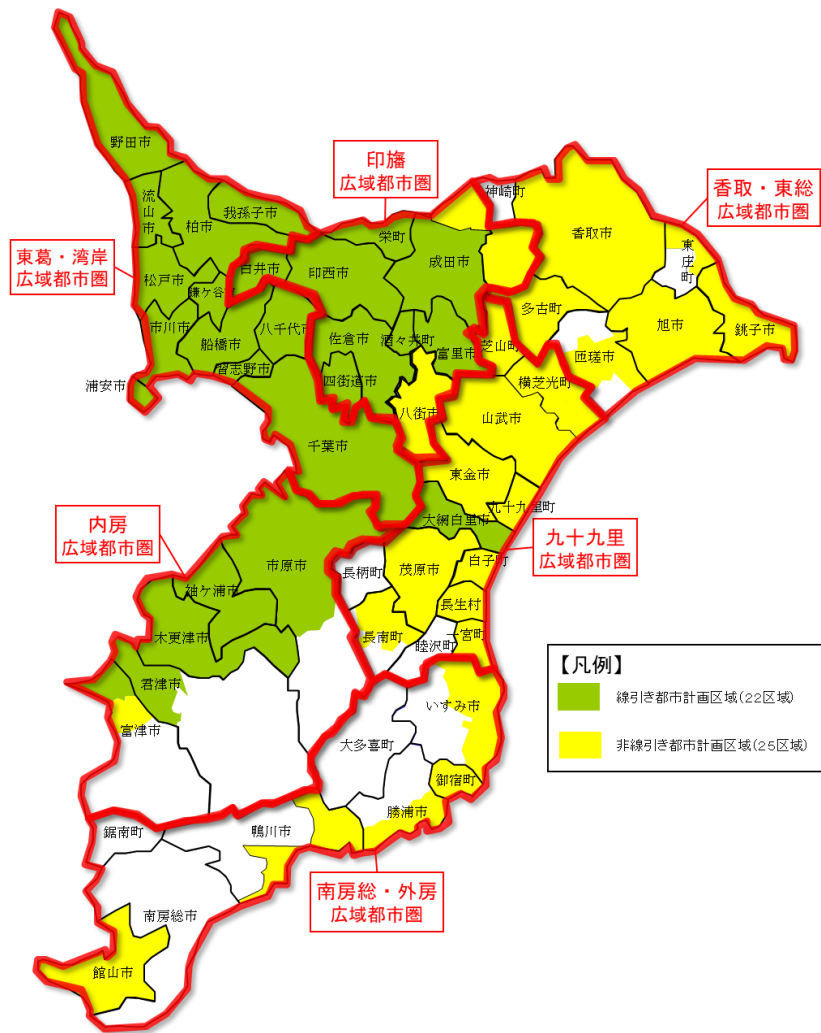 野田市
印旛
広域都市圏
神崎町
香取・東総
広域都市圏
流山市
柏市
我孫子市
栄町
成田市
香取市
東庄町
東葛・湾岸
広域都市圏
松戸市
鎌ケ谷市
白井市
印西市
多古町
旭市
銚子市
市川市
船橋市
八千代市
佐倉市
酒々井町
富里市
芝山町
匝瑳市
習志野市
四街道市
横芝光町
浦安市
八街市
山武市
千葉市
東金市
九十九里町
大網白里市
内房
広域都市圏
九十九里
広域都市圏
市原市
長柄町
茂原市
白子町
袖ケ浦市
長生村
木更津市
長南町
睦沢町
一宮町
君津市
【凡例】
線引き都市計画区域(22区域)
非線引き都市計画区域(25区域)
富津市
いすみ市
大多喜町
御宿町
勝浦市
鋸南町
鴨川市
南房総・外房
広域都市圏
南房総市
館山市